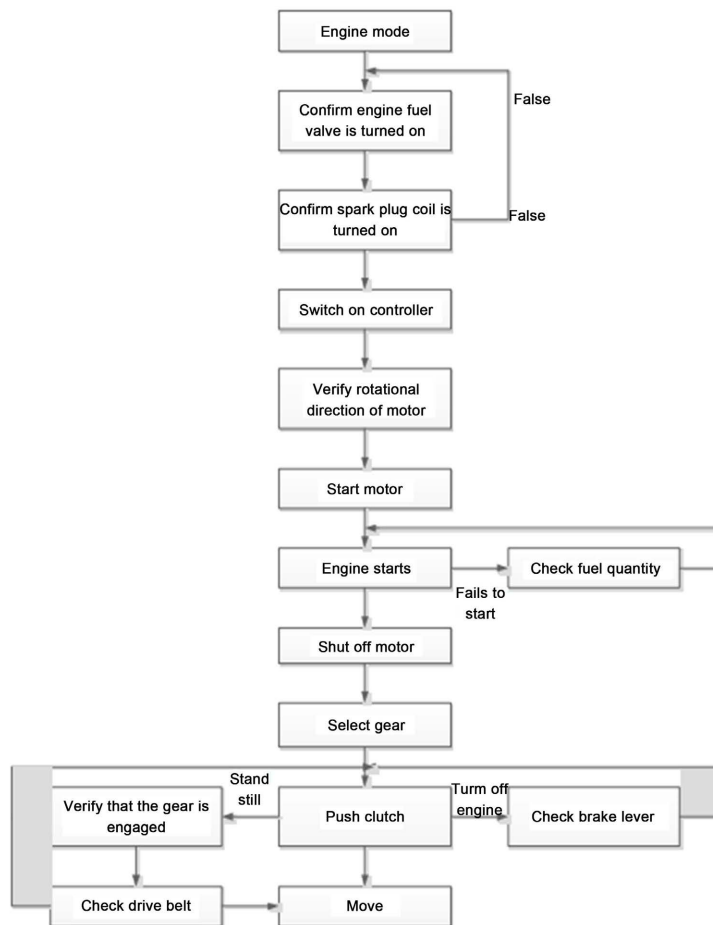 Engine mode
False
Confirm engine fuel
valve is turned on
Confirm spark plug coil is
turned on
False
Switch on controller
Verify rotational
direction of motor
Start motor
Engine starts
Fails to
start
Check fuel quantity
Shut off motor
Select gear
Verify that the gear is
engaged
Stand
still
Push clutch
Turm off
engine
Check brake lever
Check drive belt
Move